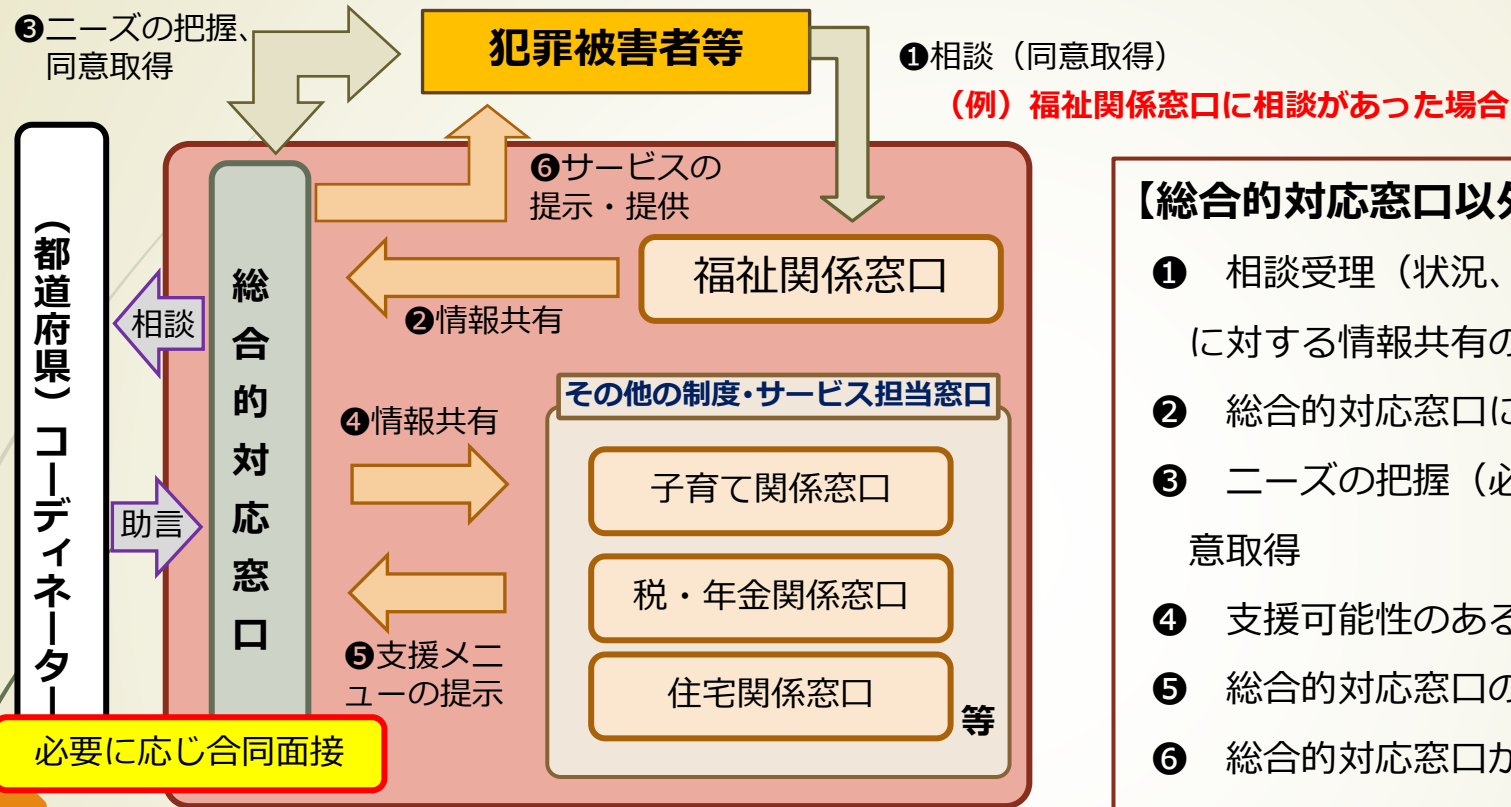 ❸ニーズの把握、
同意取得
犯罪被害者等
❶相談（同意取得）
（例）福祉関係窓口に相談があった場合
❻サービスの
提示・提供
福祉関係窓口
❷情報共有
（都道府県）コーディネーター
相談
助言
総合的対応窓口
❹情報共有
その他の制度・サービス担当窓口
子育て関係窓口
税・年金関係窓口
住宅関係窓口
等
❺支援メニ
ューの提示
必要に応じ合同面接
【総合的対応窓口以
❶　相談受理（状況、
に対する情報共有の
❷　総合的対応窓口に
❸　ニーズの把握（必
意取得
❹　支援可能性のある
❺　総合的対応窓口の
❻　総合的対応窓口か